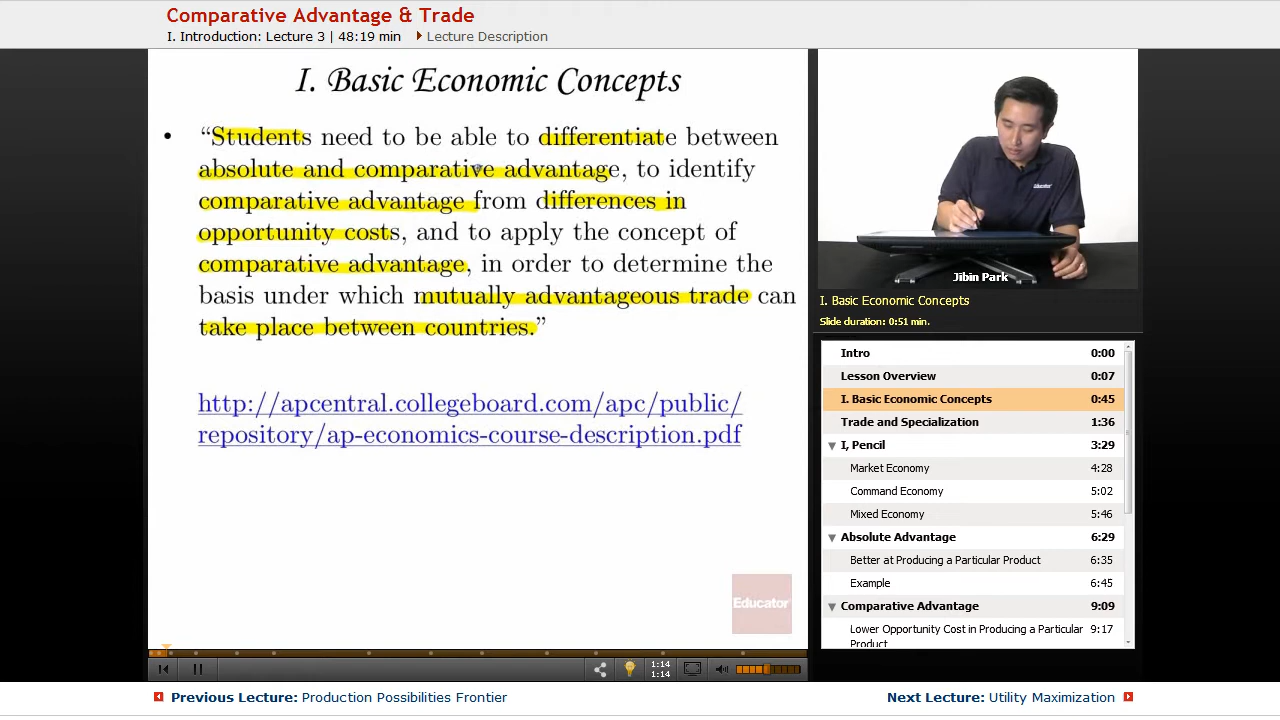 Comparative Advantage & Trade
I. Introduction: Lecture 3 | 48:19 min Lecture Description
I. Basic Economic Concepts
• “Students need to be able to differentiate between
absolute and comparative advantage, to identify
comparative advantage from differences in
opportunity costs, and to apply the concept of
comparative advantage, in order to determine the
basis under which mutually advantageous trade can
take place between countries.”
http://apcentral.collegeboard.com/apc/public/
repository/ap-economics-course-description.pdf
Educator
1:14
1:14
Jibin Park
I. Basic Economic Concepts
Slide duration: 0:51 min.
Intro 0:00
Lesson Overview 0:07
I. Basic Economic Concepts 0:45
Trade and Specialization 1:36
I, Pencil 3:29
Market Economy 4:28
Command Economy 5:02
Mixed Economy 5:46
Absolute Advantage 6:29
Better at Producing a Particular Product 6:35
Example 6:45
Comparative Advantage 9:09
Lower Opportunity Cost in Producing a Particular 9:17
Product
Previous Lecture: Production Possibilities Frontier
Next Lecture: Utility Maximization